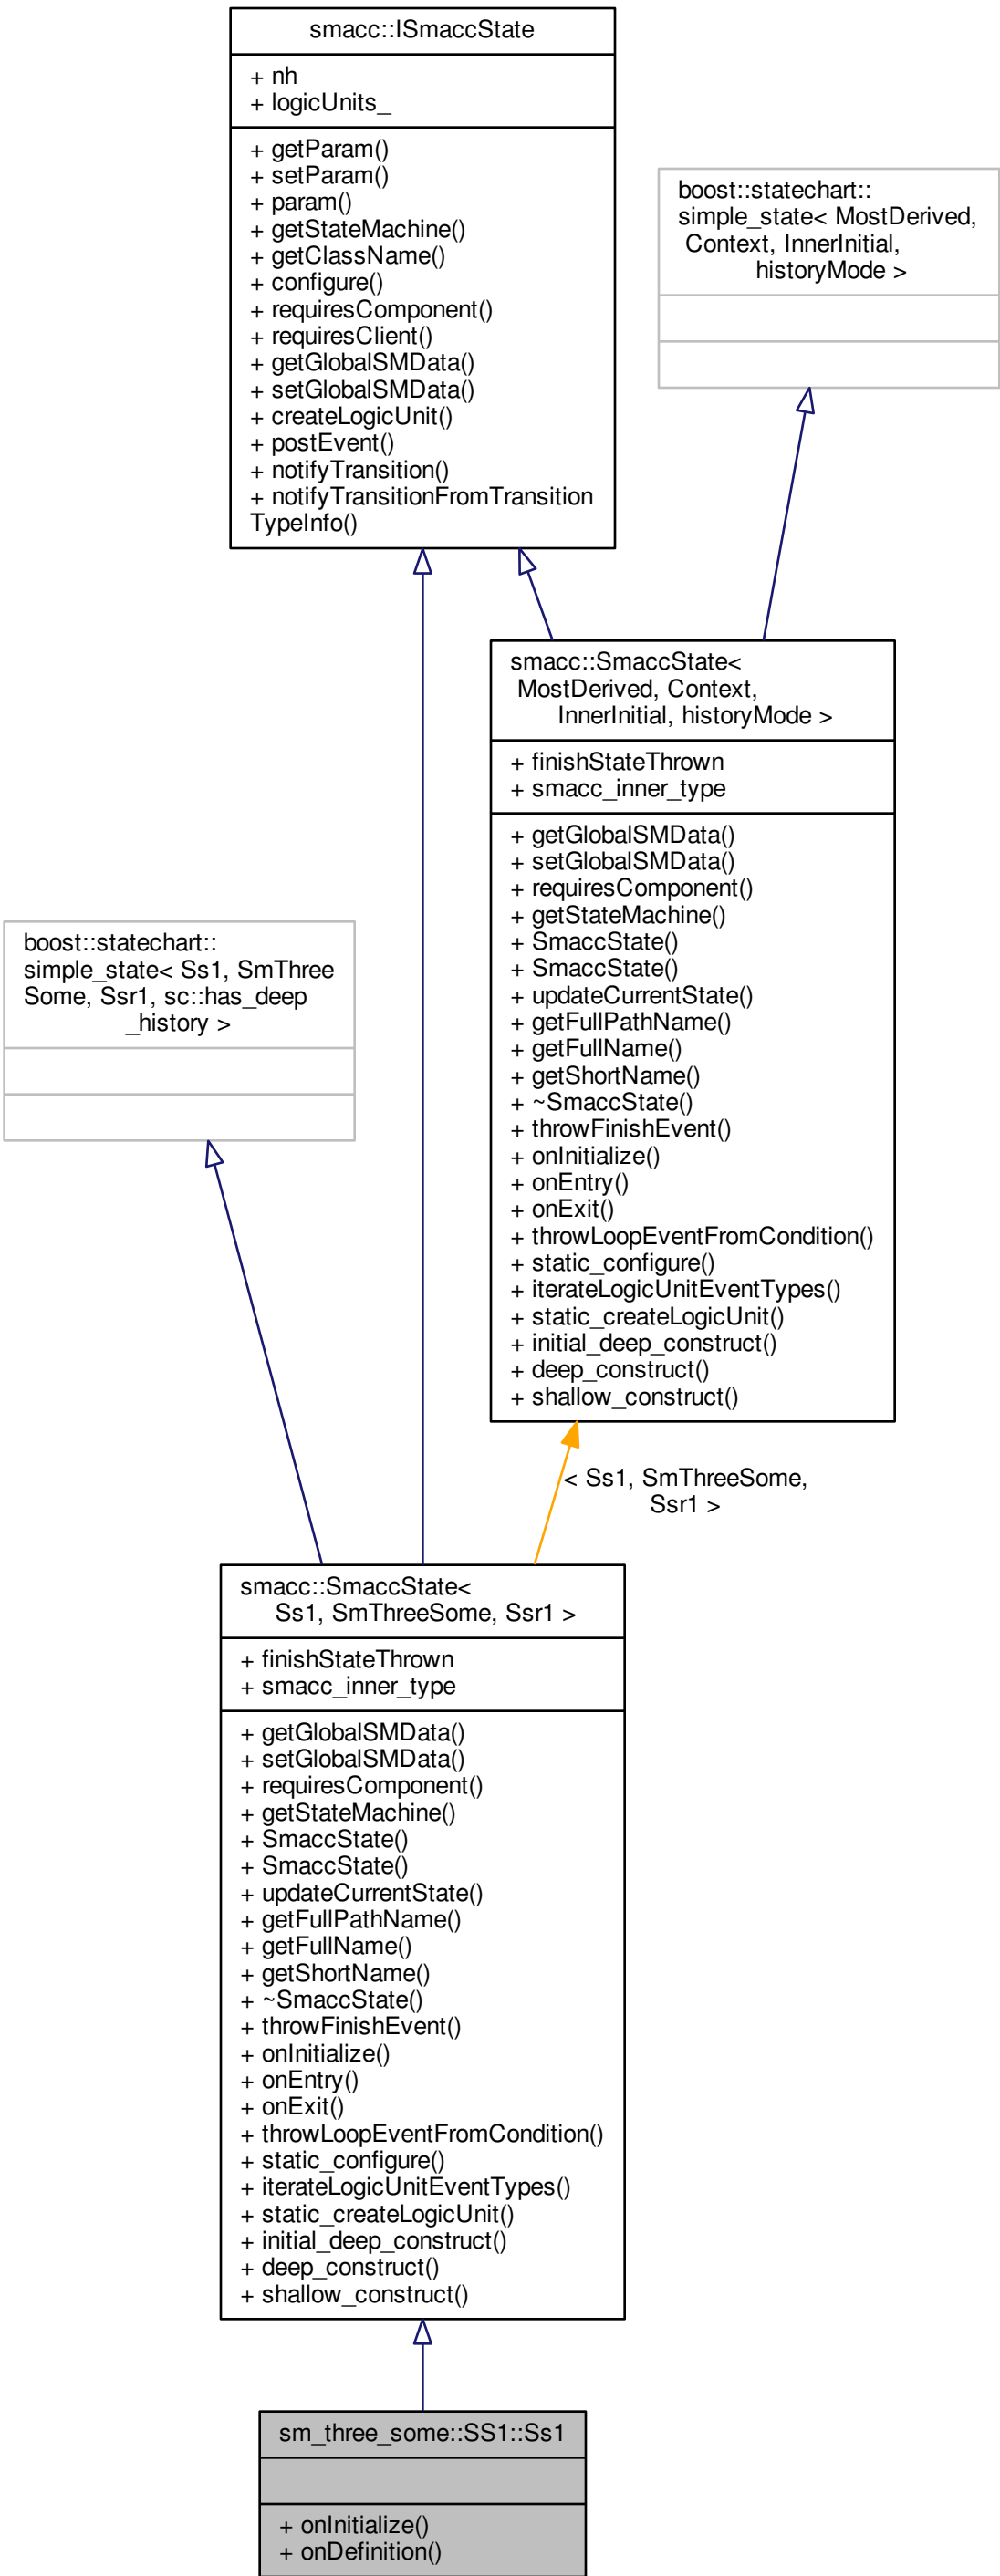 smacc::ISmaccState
+ nh
+ logicUnits_
+ getParam()
+ setParam()
+ param()
+ getStateMachine()
+ getClassName()
+ configure()
+ requiresComponent()
+ requiresClient()
+ getGlobalSMData()
+ setGlobalSMData()
+ createLogicUnit()
+ postEvent()
+ notifyTransition()
+ notifyTransitionFromTransition
TypeInfo()
boost::statechart::
simple_state< MostDerived,
Context, InnerInitial,
historyMode >
smacc::SmaccState<
MostDerived, Context,
InnerInitial, historyMode >
+ finishStateThrown
+ smacc_inner_type
+ getGlobalSMData()
+ setGlobalSMData()
+ requiresComponent()
+ getStateMachine()
+ SmaccState()
+ SmaccState()
+ updateCurrentState()
+ getFullPathName()
+ getFullName()
+ getShortName()
+ ~SmaccState()
+ throwFinishEvent()
+ onInitialize()
+ onEntry()
+ onExit()
+ throwLoopEventFromCondition()
+ static_configure()
+ iterateLogicUnitEventTypes()
+ static_createLogicUnit()
+ initial_deep_construct()
+ deep_construct()
+ shallow_construct()
boost::statechart::
simple_state< Ss1, SmThree
Some, Ssr1, sc::has_deep
_history >
< Ss1, SmThreeSome,
Ssr1 >
smacc::SmaccState<
Ss1, SmThreeSome, Ssr1 >
+ finishStateThrown
+ smacc_inner_type
+ getGlobalSMData()
+ setGlobalSMData()
+ requiresComponent()
+ getStateMachine()
+ SmaccState()
+ SmaccState()
+ updateCurrentState()
+ getFullPathName()
+ getFullName()
+ getShortName()
+ ~SmaccState()
+ throwFinishEvent()
+ onInitialize()
+ onEntry()
+ onExit()
+ throwLoopEventFromCondition()
+ static_configure()
+ iterateLogicUnitEventTypes()
+ static_createLogicUnit()
+ initial_deep_construct()
+ deep_construct()
+ shallow_construct()
sm_three_some::SS1::Ss1
+ onInitialize()
+ onDefinition()